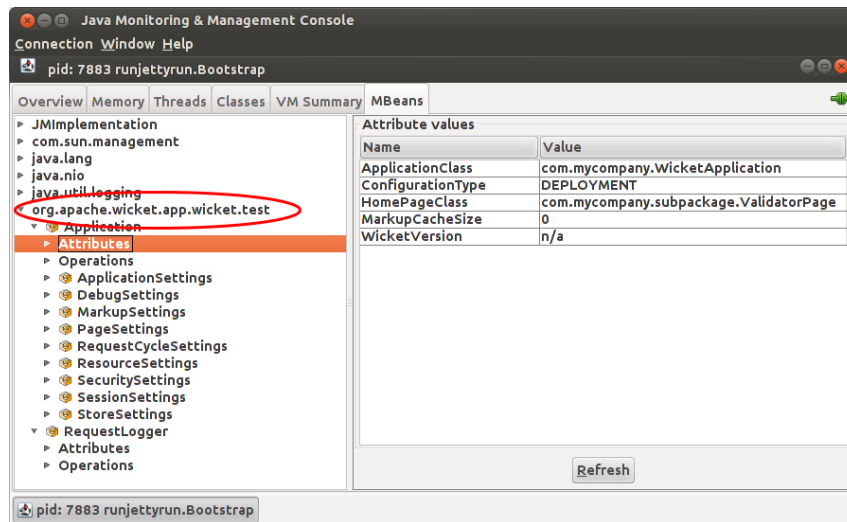 Java Monitoring & Management Console
Connection Window Help
pid: 7883 runjettyrun.Bootstrap
Overview Memory Threads Classes VM Summary MBeans
JMImplementation
com.sun.management
java.lang
java.nio
java.util.logging
org.apache.wicket.app.wicket.test
Application
Attributes
Operations
ApplicationSettings
DebugSettings
MarkupSettings
PageSettings
RequestCycleSettings
ResourceSettings
SecuritySettings
SessionSettings
StoreSettings
RequestLogger
Attributes
Operations
Attribute values
Name Value
ApplicationClass com.mycompany.WicketApplication
ConfigurationType DEPLOYMENT
HomePageClass com.mycompany.subpackage.ValidatorPage
MarkupCacheSize 0
WicketVersion n/a
Refresh
pid: 7883 runjettyrun.Bootstrap